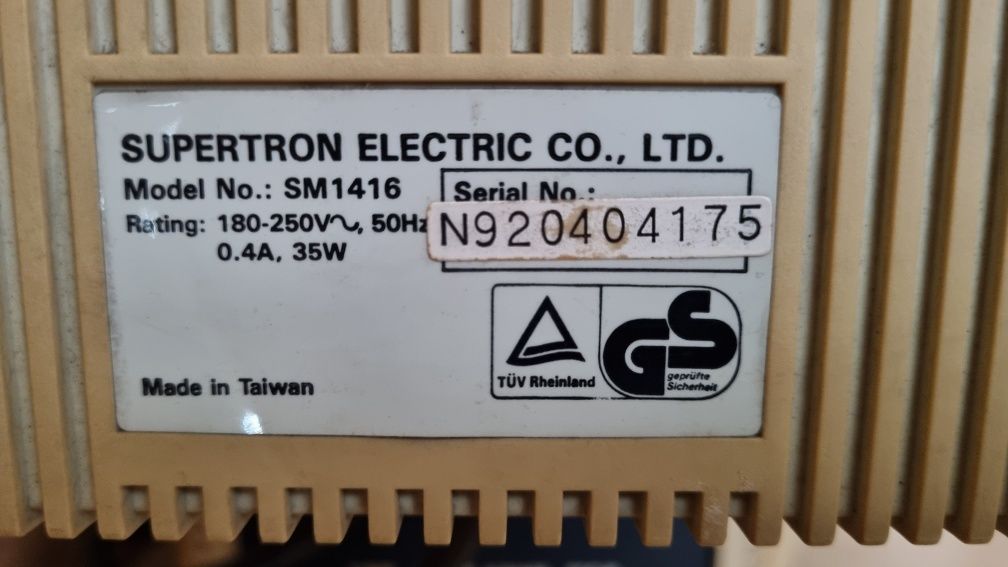 SUPERTRON ELECTRIC CO., LTD.
Model No.: SM1416
Serial No.:
N920404175
Rating: 180-250V∿, 50Hz
0.4A, 35W
TÜV Rheinland
GS
geprüfte
Sicherheit
Made in Taiwan